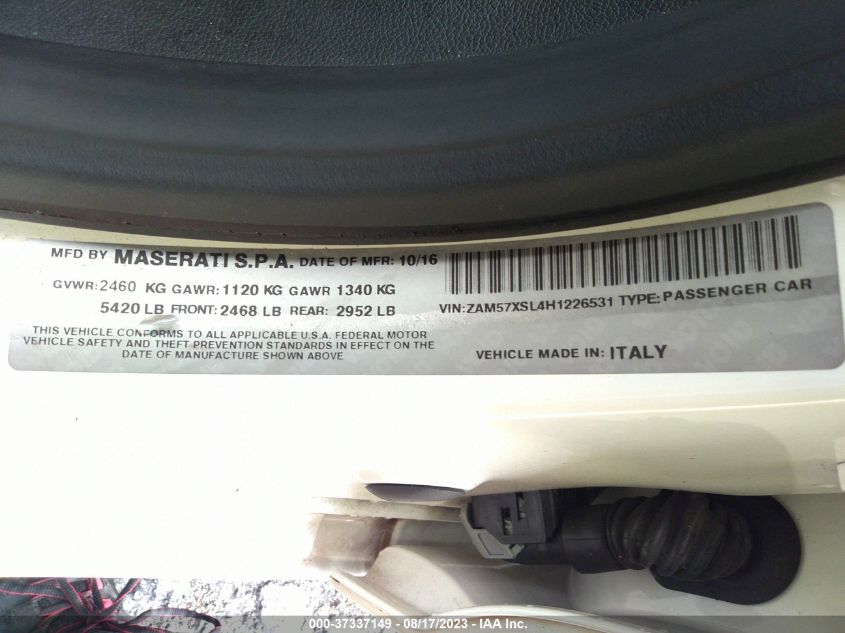 MFD BY MASERATI S.P.A. DATE OF MFR: 10/16
GVWR:2460 KG GAWR:1120 KG GAWR 1340 KG
5420 LB FRONT: 2468 LB REAR: 2952 LB
THIS VEHICLE CONFORMS TO ALL APPLICABLE U.S.A. FEDERAL MOTOR
VEHICLE SAFETY AND THEFT PREVENTION STANDARDS IN EFFECT ON THE
DATE OF MANUFACTURE SHOWN ABOVE
VIN:ZAM57XSL4H1226531 TYPE:PASSENGER CAR
VEHICLE MADE IN: ITALY
000-37337149 - 08/17/2023 - IAA Inc.